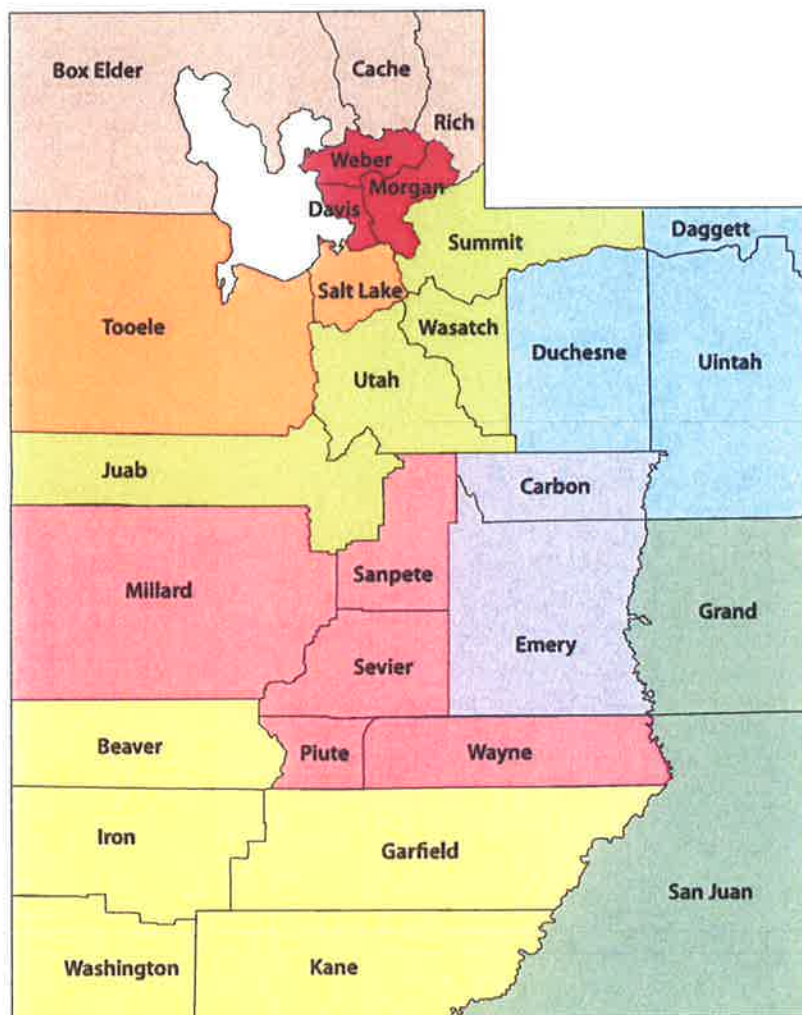 Box Elder
Cache
Rich
Weber
Morgan
Davis
Summit
Daggett
Salt Lake
Tooele
Wasatch
Duchesne
Uintah
Utah
Juab
Carbon
Sanpete
Millard
Grand
Emery
Sevier
Beaver
Piute
Wayne
Iron
Garfield
San Juan
Washington
Kane